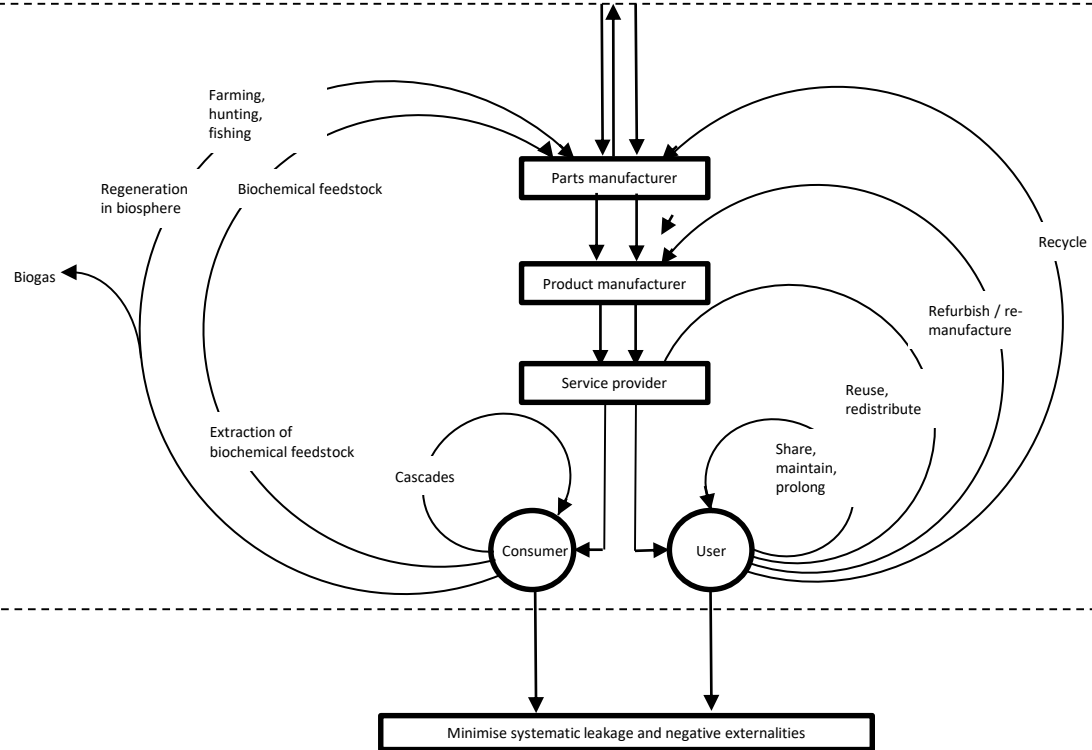 Farming,
hunting,
fishing
Parts manufacturer
Regeneration
in biosphere
Biochemical feedstock
Recycle
Biogas
Product manufacturer
Refurbish / re-
manufacture
Service provider
Reuse,
redistribute
Extraction of
biochemical feedstock
Cascades
Share,
maintain,
prolong
Consumer
User
Minimise systematic leakage and negative externalities